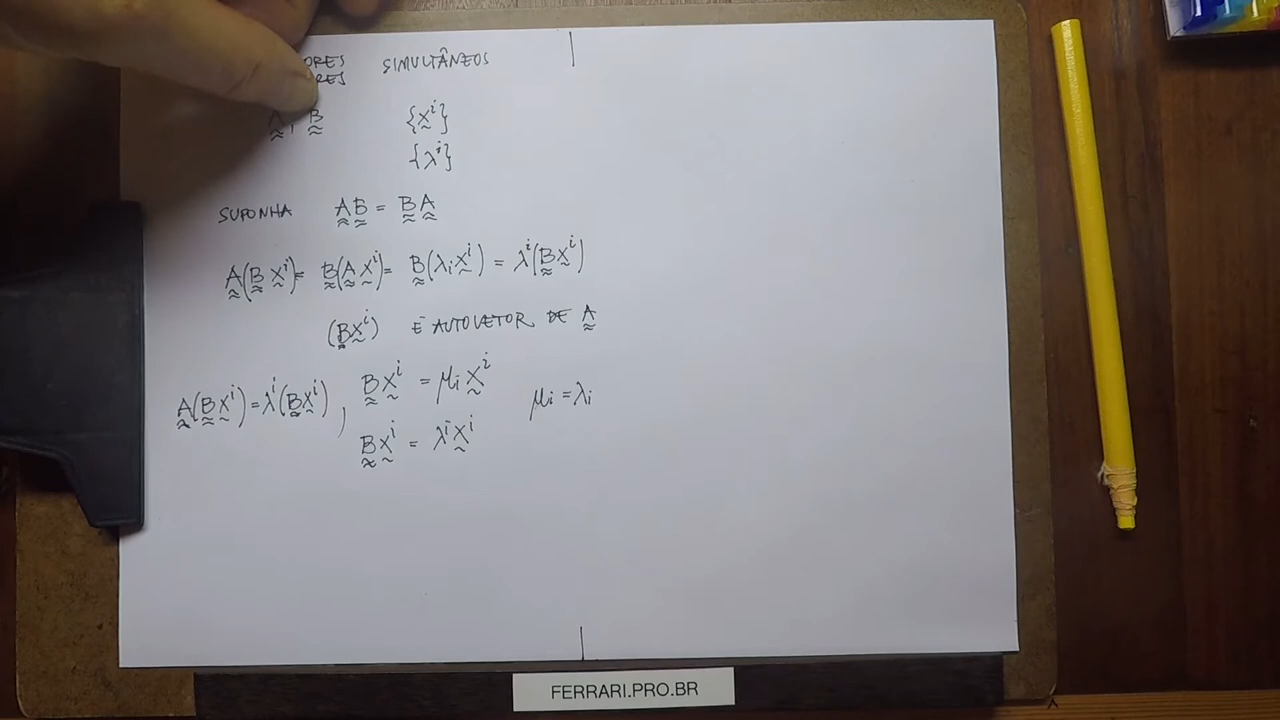 SIMULTÂNEOS
B {x^i}
{λ^i}
SUPONHA AB = BA
A(Bx^i)= B(Ax^i)= B(λ_i x^i) = λ^i(Bx^i)
(Bx^i) É AUTOVETOR DE A
A(Bx^i)=λ^i(Bx^i), Bx^i = μ_i x^i μ_i = λ_i
Bx^i = λ^i x^i
FERRARI.PRO.BR